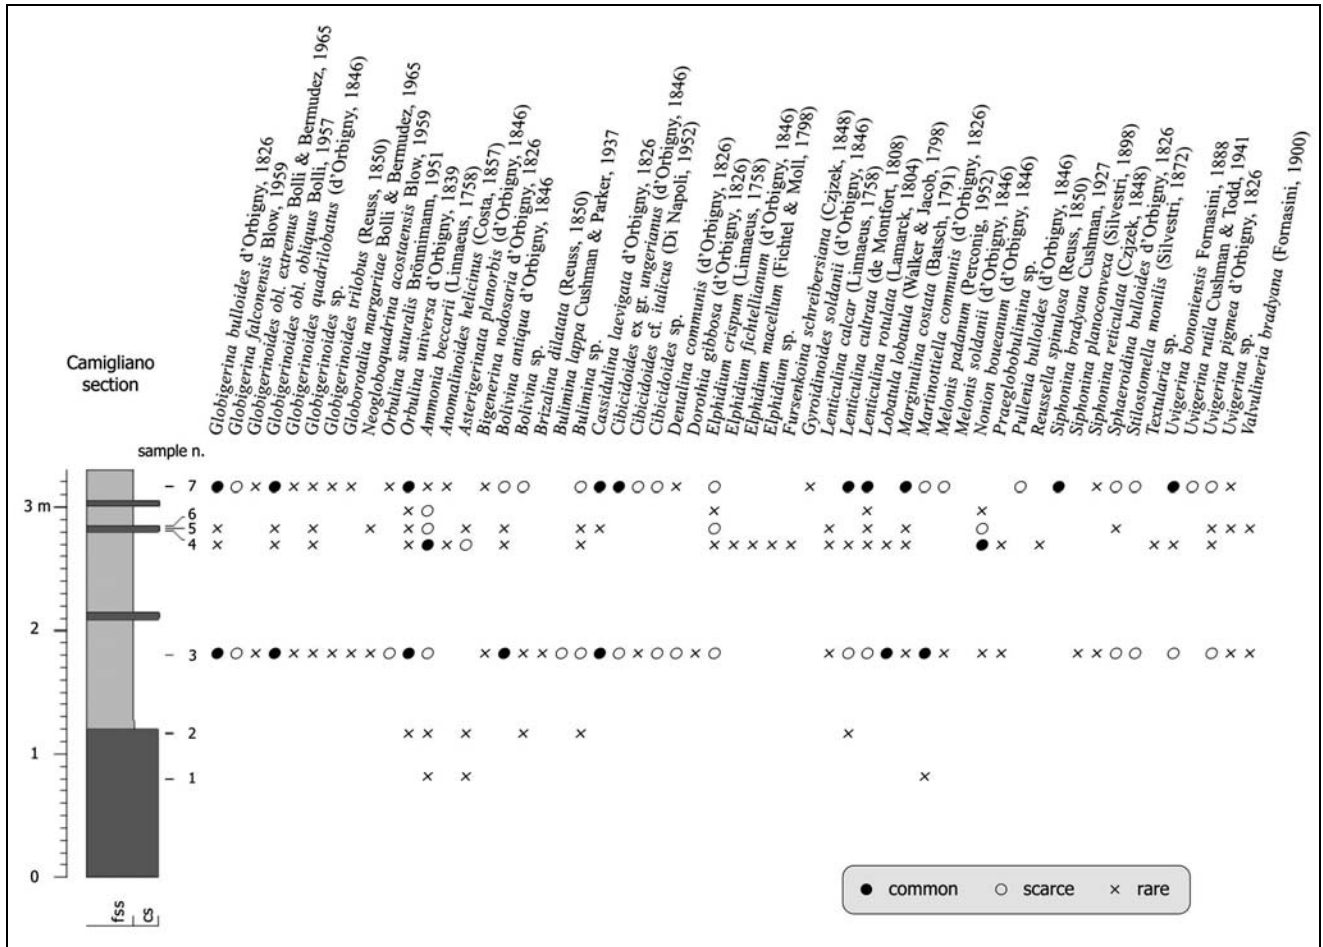 Globigerina bulloides d'Orbigny, 1826
Globigerina falconensis Blow, 1959
Globigerinoides obl. extremus Bolli & Bermudez, 1965
Globigerinoides obl. obliquus Bolli, 1957
Globigerinoides quadrilobatus (d'Orbigny, 1846)
Globigerinoides sp.
Globigerinoides trilobus (Reuss, 1850)
Globorotalia margaritae Bolli & Bermudez, 1965
Neogloboquadrina acostaensis Blow, 1959
Orbulina suturalis Brönnimann, 1951
Orbulina universa d'Orbigny, 1839
Ammonia beccarii (Linnaeus, 1758)
Anomalinoides helicinus (Costa, 1857)
Asterigerinata planorbis (d'Orbigny, 1846)
Bigenerina nodosaria d'Orbigny, 1826
Bolivina antiqua d'Orbigny, 1846
Bolivina sp.
Brizalina dilattata (Reuss, 1850)
Bulimina lappa Cushman & Parker, 1937
Bulimina sp.
Cassidulina laevigata d'Orbigny, 1826
Cibicidoides ex gr. ungerianus (d'Orbigny, 1846)
Cibicidoides cf. italicus (Di Napoli, 1952)
Cibicidoides sp.
Dentalina communis (d'Orbigny, 1826)
Dorothia gibbosa (d'Orbigny, 1826)
Elphidium crispum (Linnaeus, 1758)
Elphidium fichtellianum (d'Orbigny, 1846)
Elphidium macellum (Fichtel & Moll, 1798)
Elphidium sp.
Fursenkoina schreibersiana (Czjzek, 1848)
Gyroidinoides soldanii (d'Orbigny, 1846)
Lenticulina calcar (Linnaeus, 1758)
Lenticulina cultrata (de Montfort, 1808)
Lenticulina rotulata (Lamarck, 1804)
Lobatula lobatula (Walker & Jacob, 1798)
Marginulina costata (Batsch, 1791)
Martinottiella communis (d'Orbigny, 1826)
Melonis padanum (Perconig, 1952)
Melonis soldanii (d'Orbigny, 1846)
Nonion boueanum (d'Orbigny, 1846)
Praeglobobulimina sp.
Pullenia bulloides (d'Orbigny, 1846)
Reussella spinulosa (Reuss, 1850)
Siphonina bradyana Cushman, 1927
Siphonina planoconvexa (Silvestri, 1898)
Siphonina reticulata (Czjzek, 1848)
Sphaeroidina bulloides d'Orbigny, 1826
Stilostomella monilis (Silvestri, 1872)
Textularia sp.
Uvigerina bononiensis Fornasini, 1888
Uvigerina rutila Cushman & Todd, 1941
Uvigerina pigmea d'Orbigny, 1826
Uvigerina sp.
Valvulineria bradyana (Fornasini, 1900)
Camigliano
section
sample n.
7
3 m
6
5
4
2
3
2
1
1
0
fss
cs
common
scarce
rare